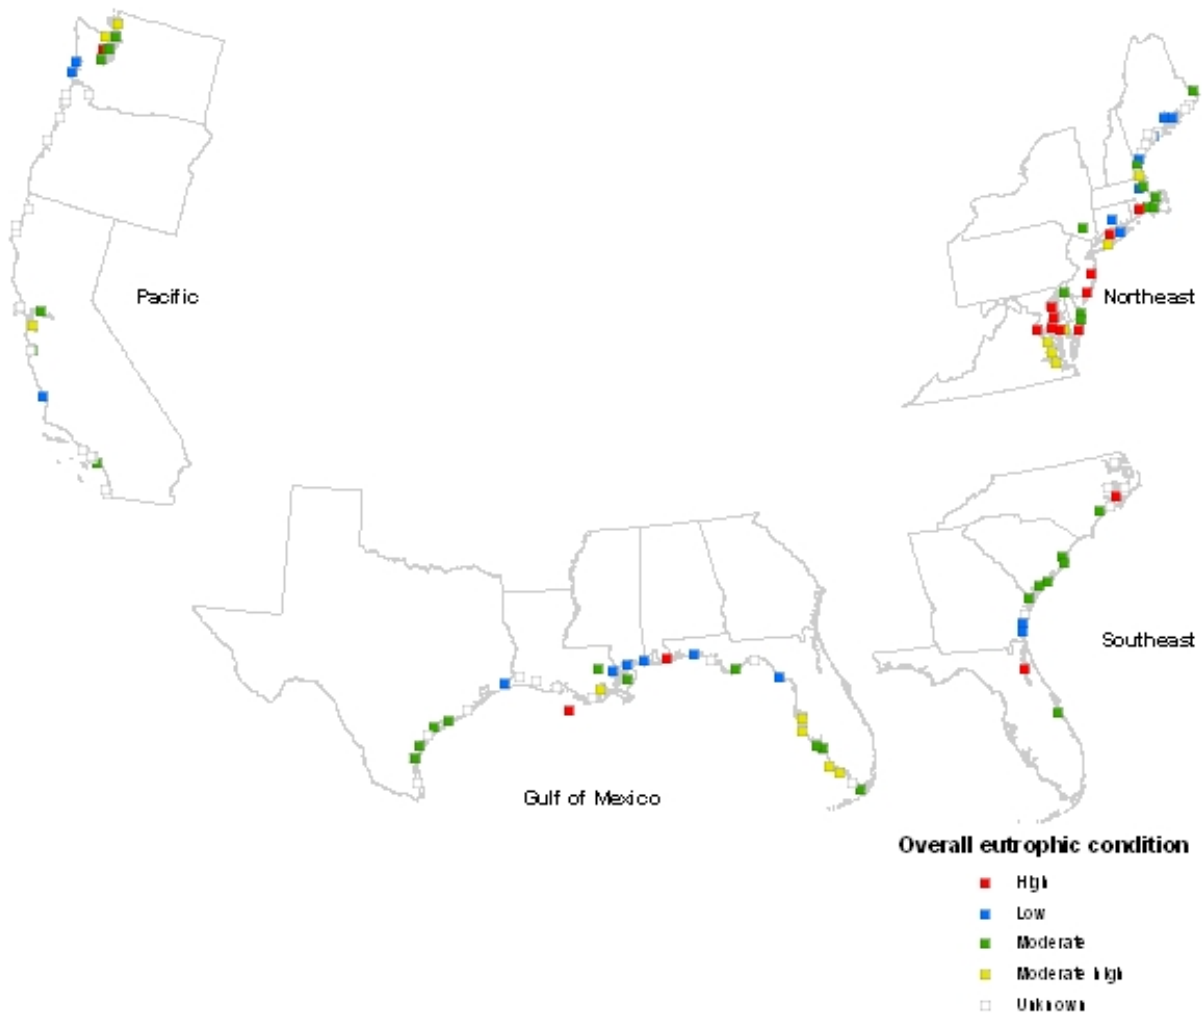 Pacific
Northeast
Southeast
Gulf of Mexico
Overall eutrophic condition
High
Low
Moderate
Moderate high
Unknown